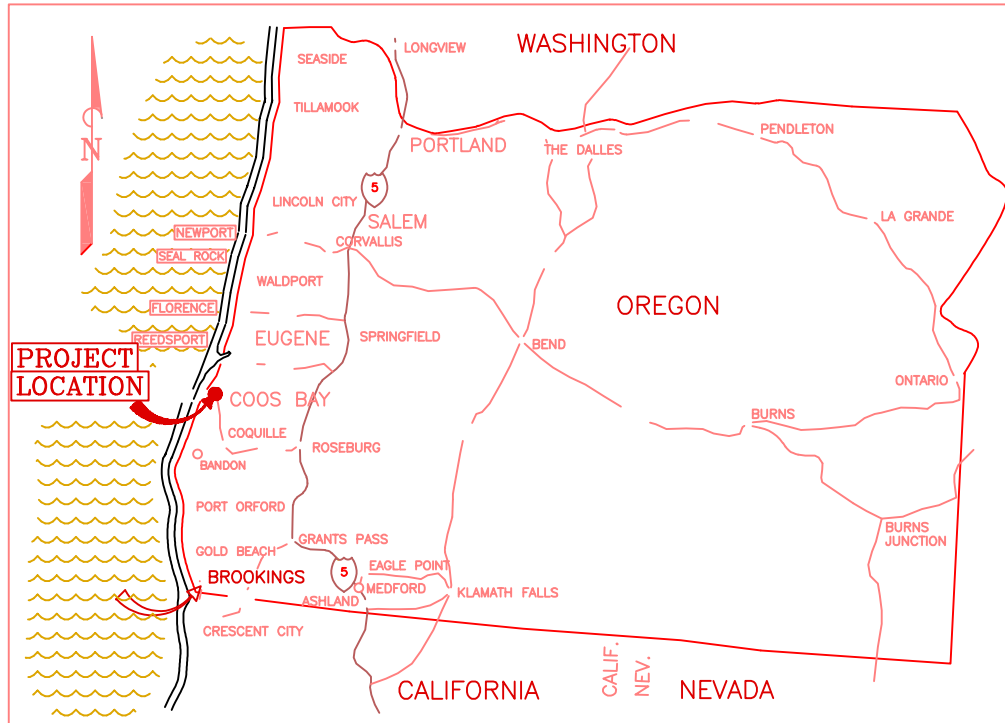 WASHINGTON
LONGVIEW
SEASIDE
TILLAMOOK
N
PORTLAND
THE DALLES
PENDLETON
5
LINCOLN CITY
SALEM
LA GRANDE
NEWPORT
CORVALLIS
SEAL ROCK
WALDPORT
OREGON
FLORENCE
REEDSPORT
EUGENE
SPRINGFIELD
BEND
PROJECT
LOCATION
ONTARIO
COOS BAY
BURNS
COQUILLE
ROSEBURG
BANDON
PORT ORFORD
BURNS
JUNCTION
GRANTS PASS
GOLD BEACH
EAGLE POINT
5
BROOKINGS
MEDFORD
KLAMATH FALLS
ASHLAND
CRESCENT CITY
CALIF.
NEV.
CALIFORNIA
NEVADA